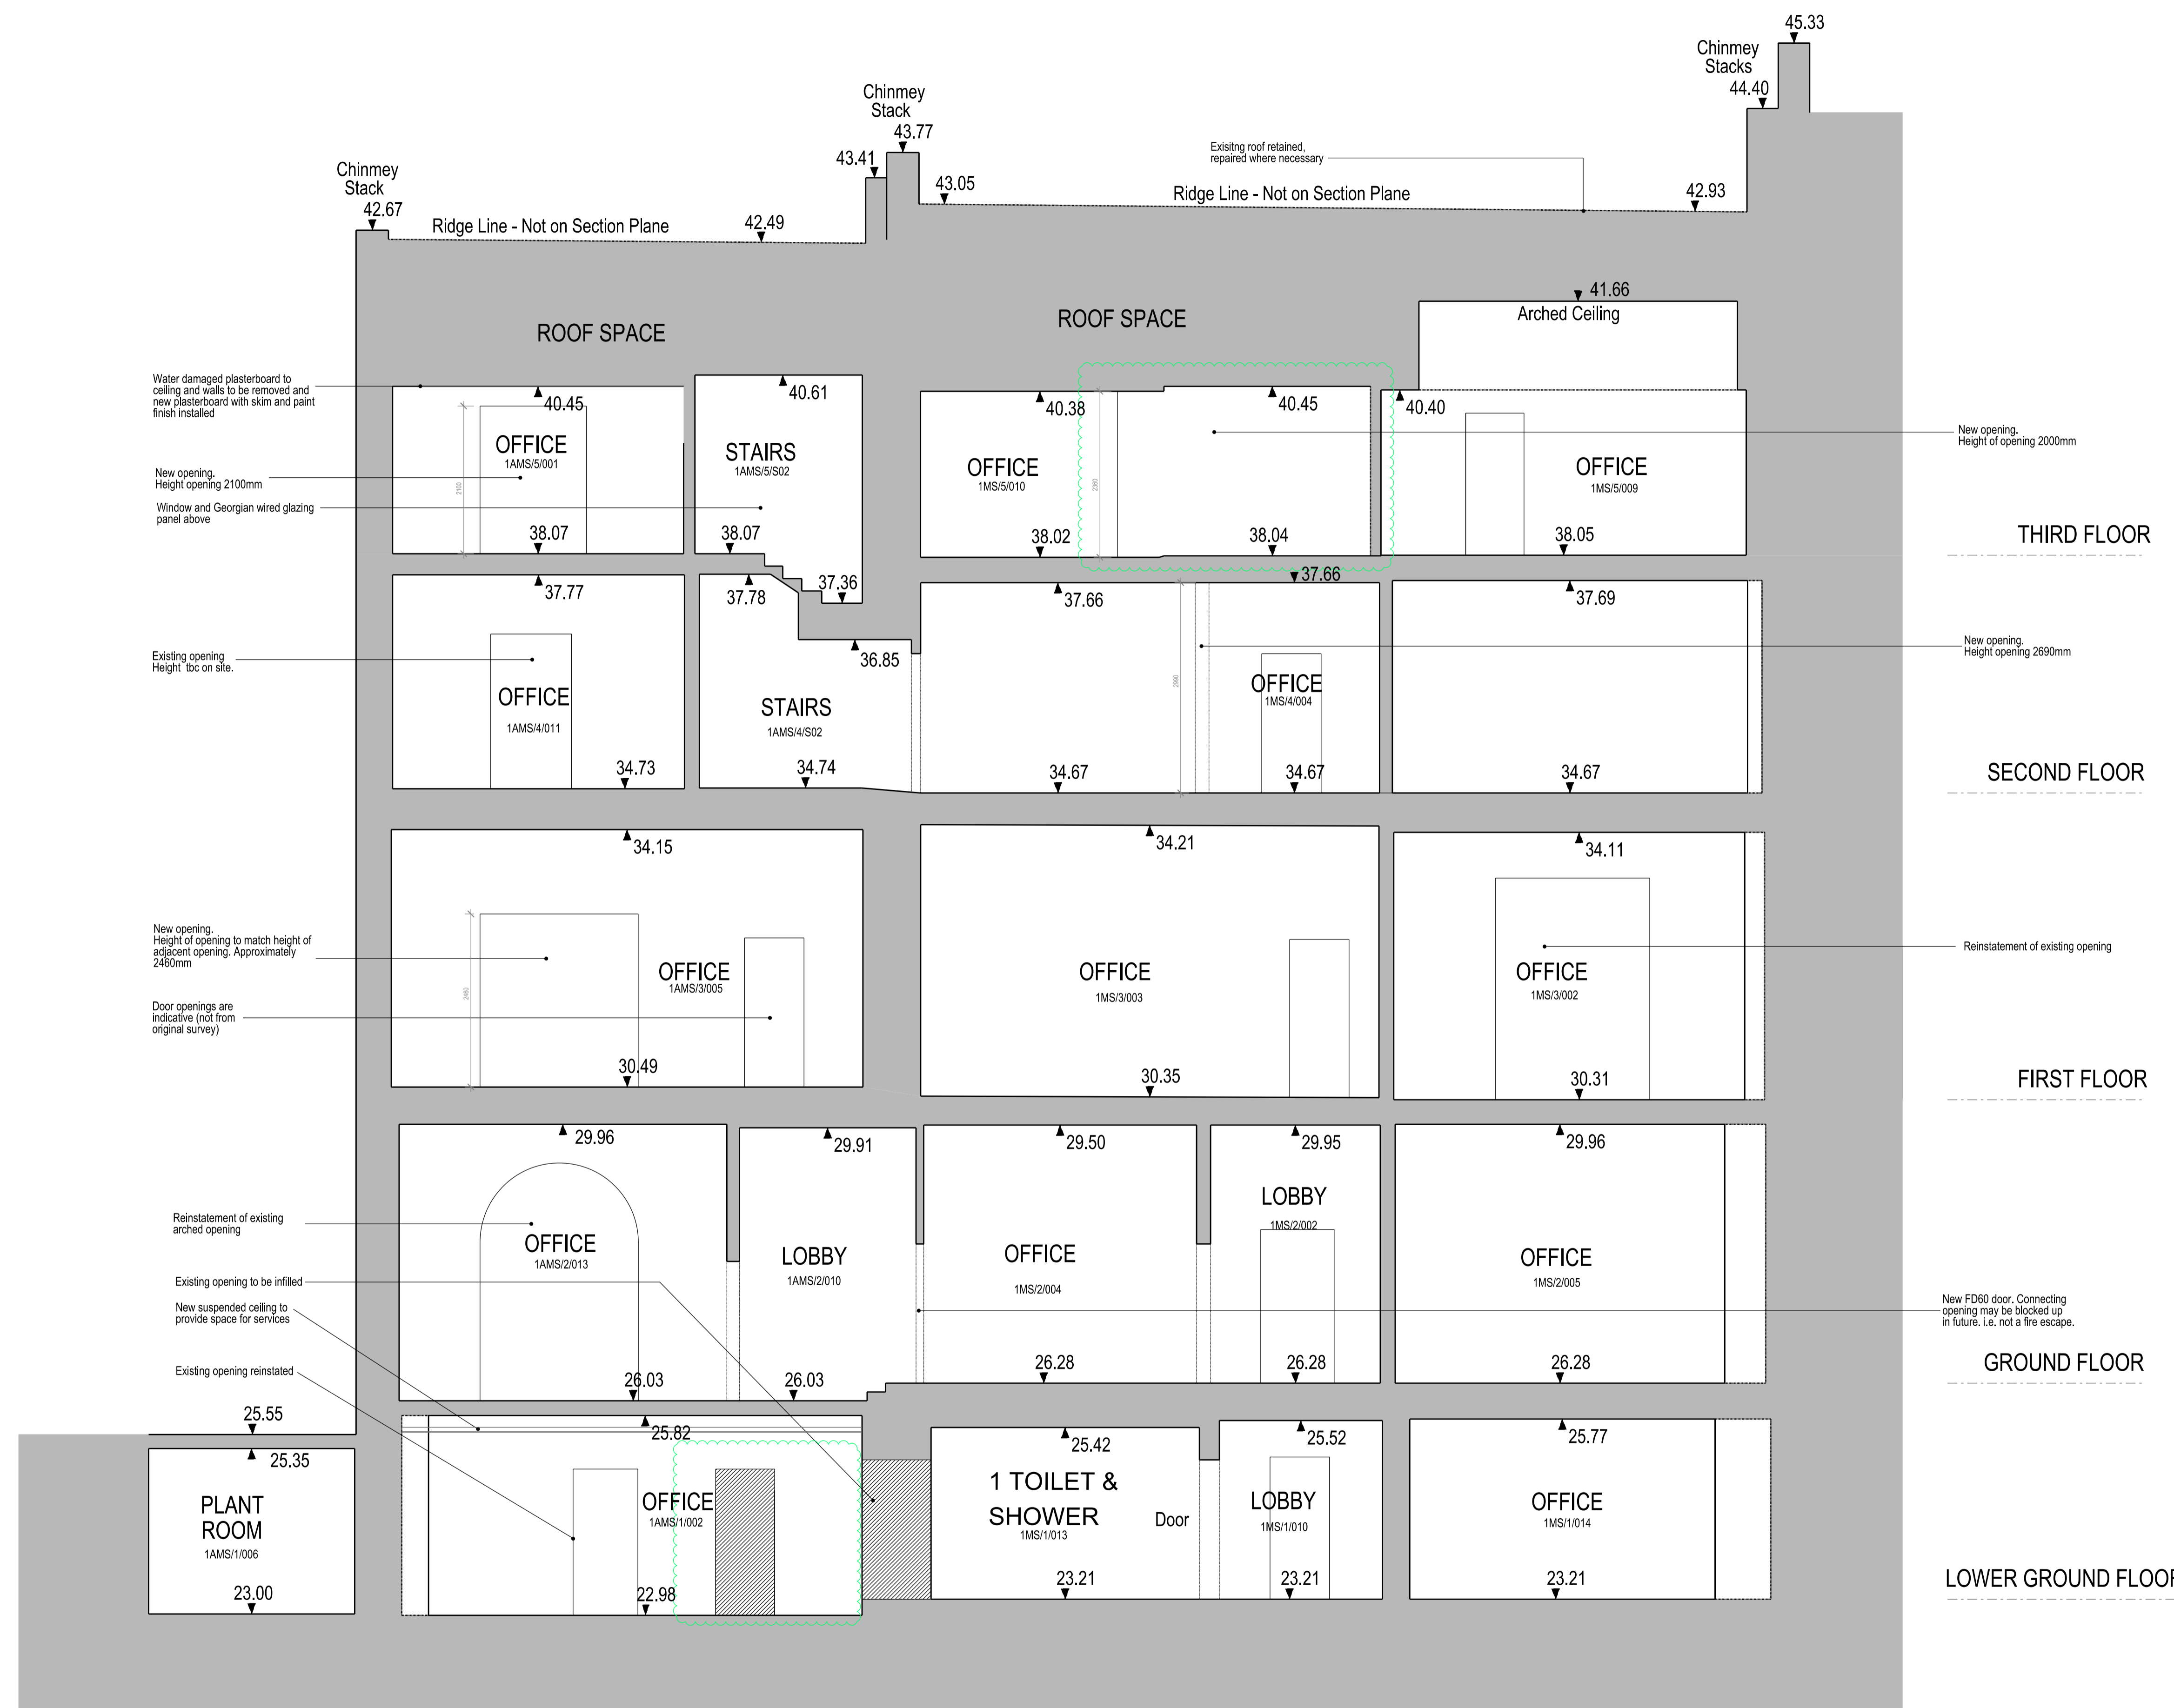 45.33
Chinmey
Stacks
44.40
Chinmey
Stack
43.77
43.41
Exisitng roof retained,
repaired where necessary
Chinmey
Stack
42.67
43.05
Ridge Line - Not on Section Plane
42.93
Ridge Line - Not on Section Plane
42.49
41.66
Arched Ceiling
ROOF SPACE
ROOF SPACE
Water damaged plasterboard to
ceiling and walls to be removed and
new plasterboard with skim and paint
finish installed
40.45
40.61
40.38
40.45
40.40
New opening.
Height of opening 2000mm
OFFICE
1AMS/5/001
STAIRS
1AMS/5/S02
OFFICE
1MS/5/010
OFFICE
1MS/5/009
New opening.
Height opening 2100mm
2100
2360
Window and Georgian wired glazing
panel above
38.07
38.07
38.02
38.04
38.05
THIRD FLOOR
37.77
37.78
37.36
37.66
37.66
37.69
Existing opening
Height tbc on site.
36.85
New opening.
Height opening 2690mm
OFFICE
1AMS/4/011
STAIRS
1AMS/4/S02
2990
OFFICE
1MS/4/004
34.73
34.74
34.67
34.67
34.67
SECOND FLOOR
34.15
34.21
34.11
New opening.
Height of opening to match height of
adjacent opening. Approximately
2460mm
Reinstatement of existing opening
OFFICE
1AMS/3/005
OFFICE
1MS/3/003
OFFICE
1MS/3/002
2460
Door openings are
indicative (not from
original survey)
30.49
30.35
30.31
FIRST FLOOR
29.96
29.91
29.50
29.95
29.96
Reinstatement of existing
arched opening
OFFICE
1AMS/2/013
LOBBY
1AMS/2/010
OFFICE
1MS/2/004
LOBBY
1MS/2/002
OFFICE
1MS/2/005
Existing opening to be infilled
New suspended ceiling to
provide space for services
New FD60 door. Connecting
opening may be blocked up
in future. i.e. not a fire escape.
Existing opening reinstated
26.03
26.03
26.28
26.28
26.28
GROUND FLOOR
25.55
25.35
25.82
25.42
25.52
25.77
PLANT
ROOM
1AMS/1/006
OFFICE
1AMS/1/002
1 TOILET &
SHOWER
1MS/1/013
Door
LOBBY
1MS/1/010
OFFICE
1MS/1/014
23.00
22.98
23.21
23.21
23.21
LOWER GROUND FLOOR